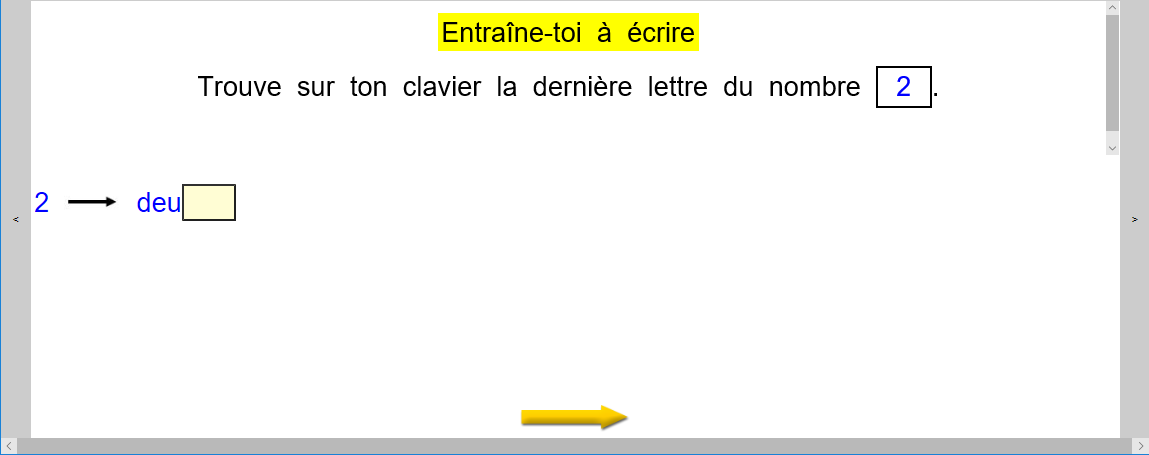 Entraîne-toi à écrire
Trouve sur ton clavier la dernière lettre du nombre 2.
2 deu
< >